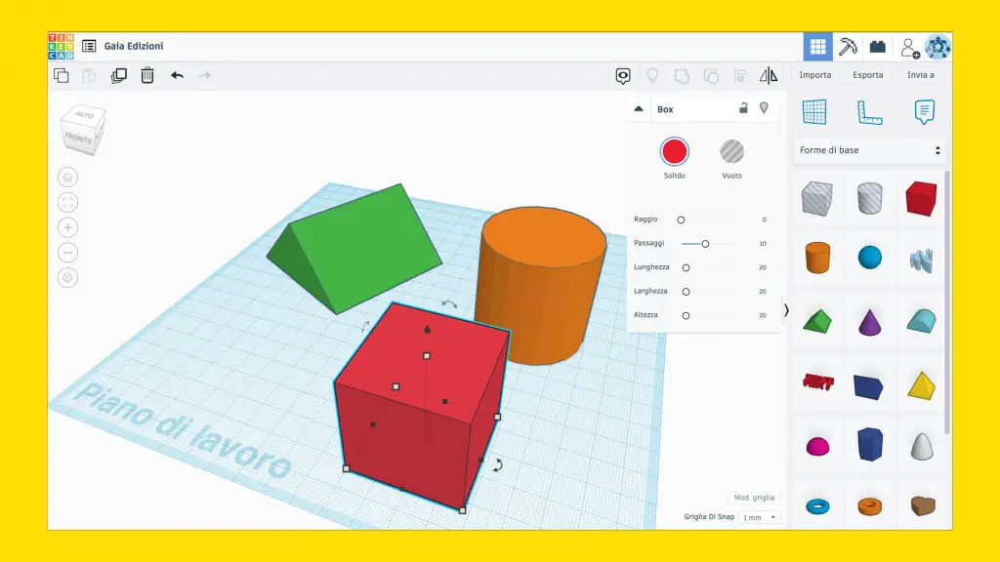 TIN
KER
CAD
Gaia Edizioni
Importa
Esporta
Invia a
ALTO
FRONTE
Box
Solido
Vuoto
Raggio 0
Passaggi 10
Lunghezza 20
Larghezza 20
Altezza 20
Forme di base
TEXT
Piano di lavoro
Mod. griglia
Griglia Di Snap 1 mm